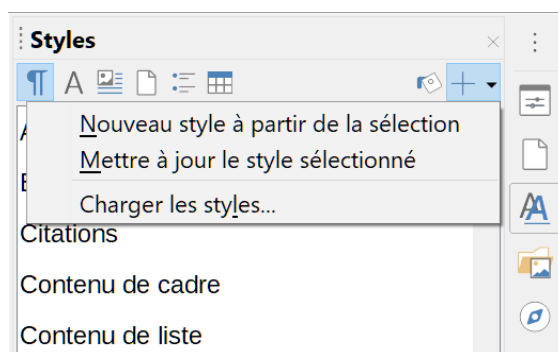 Styles
Nouveau style à partir de la sélection
Mettre à jour le style sélectionné
Charger les styles...
Citations
Contenu de cadre
Contenu de liste